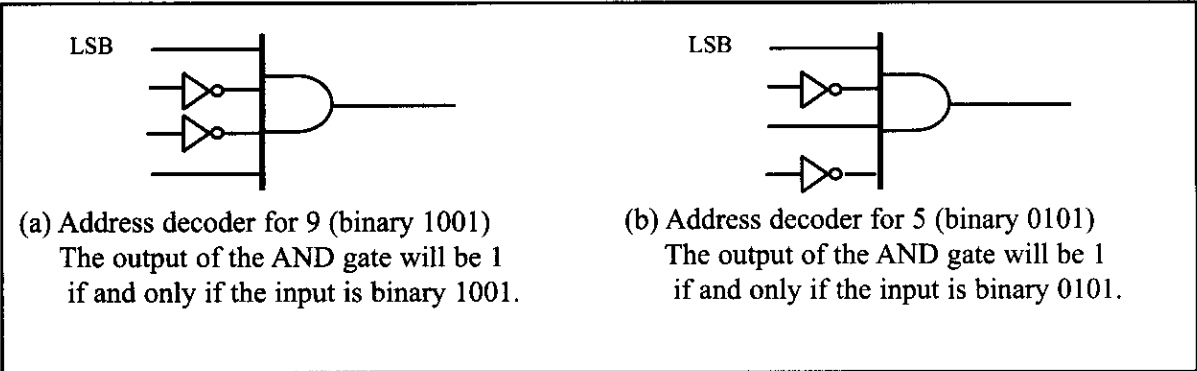 LSB
LSB
(a) Address decoder for 9 (binary 1001)
The output of the AND gate will be 1
if and only if the input is binary 1001.
(b) Address decoder for 5 (binary 0101)
The output of the AND gate will be 1
if and only if the input is binary 0101.